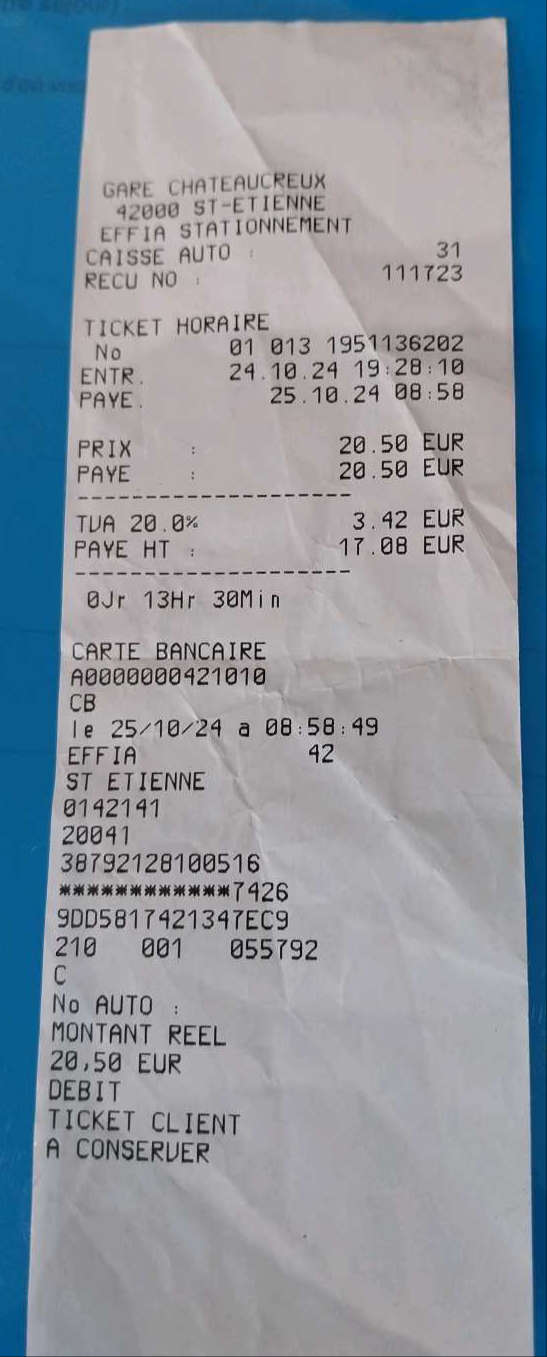 GARE CHATEAUCREUX
42000 ST-ETIENNE
EFFIA STATIONNEMENT
CAISSE AUTO : 31
RECU NO : 111723
TICKET HORAIRE
No 01 013 1951136202
ENTR. 24.10.24 19:28:10
PAYE. 25.10.24 08:58
PRIX : 20.50 EUR
PAYE : 20.50 EUR
---------------------
TVA 20.0% 3.42 EUR
PAYE HT : 17.08 EUR
---------------------
0Jr 13Hr 30Min
CARTE BANCAIRE
A0000000421010
CB
le 25/10/24 a 08:58:49
EFFIA 42
ST ETIENNE
0142141
20041
38792128100516
************7426
9DD5817421347EC9
210 001 055792
C
No AUTO :
MONTANT REEL
20,50 EUR
DEBIT
TICKET CLIENT
A CONSERVER